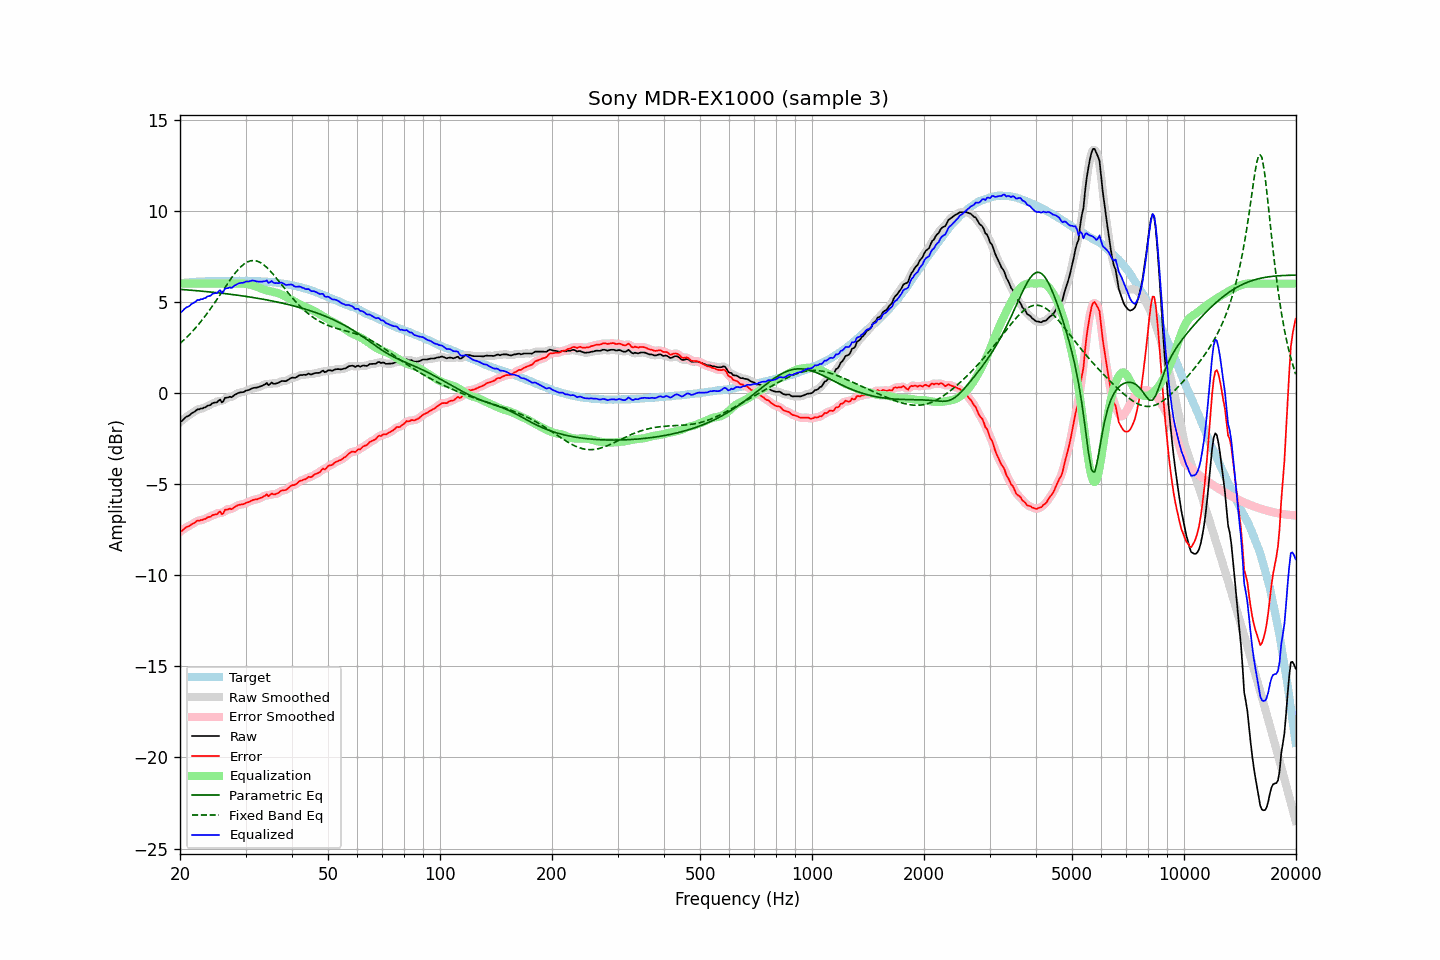 Sony MDR-EX1000 (sample 3)
15
10
5
0
−5
−10
−15
−20
−25
Amplitude (dBr)
Target
Raw Smoothed
Error Smoothed
Raw
Error
Equalization
Parametric Eq
Fixed Band Eq
Equalized
20 50 100 200 500 1000 2000 5000 10000 20000
Frequency (Hz)